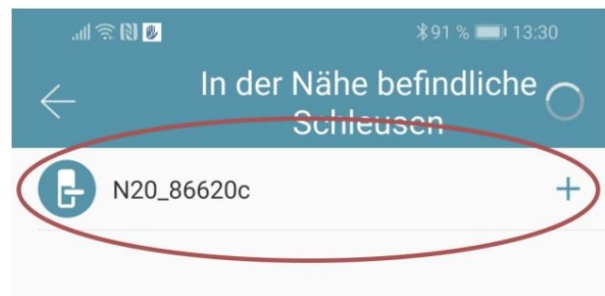 91 % 13:30
In der Nähe befindliche
Schleusen
N20_86620c